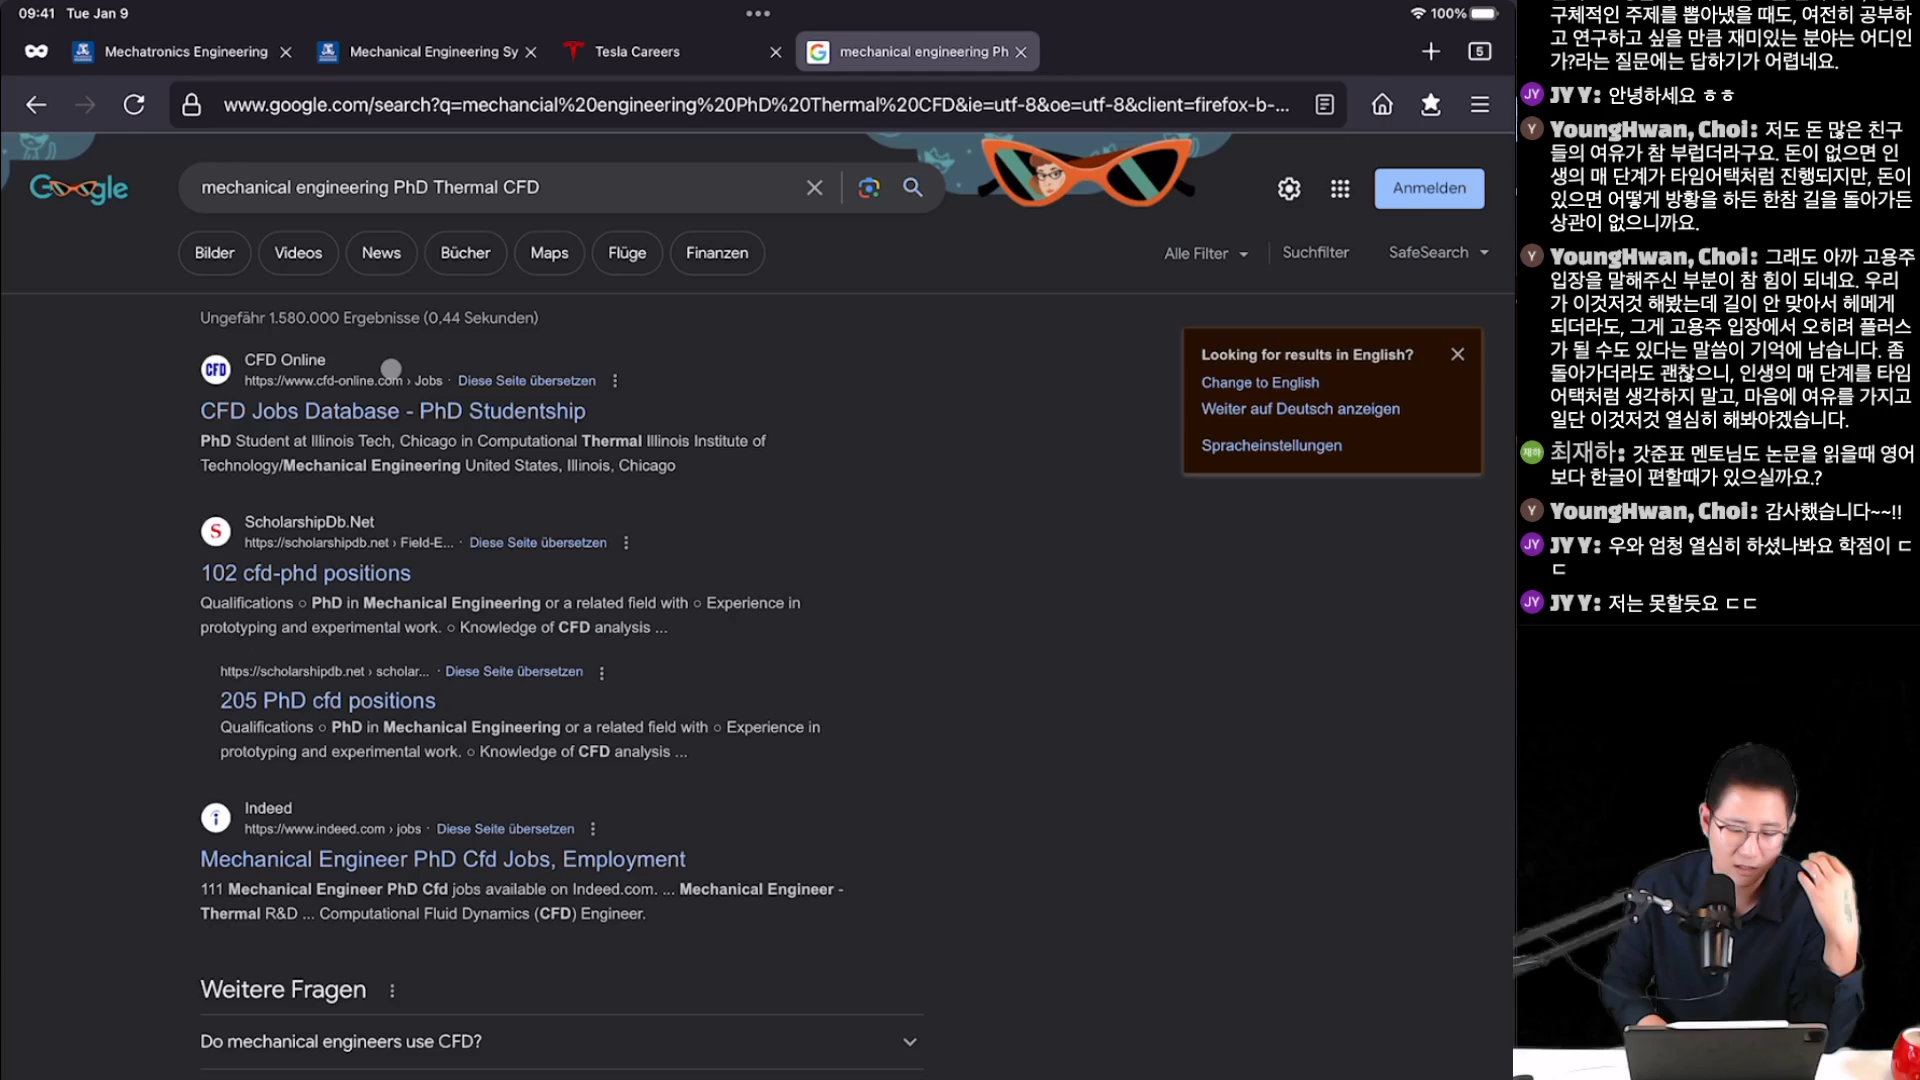 09:41 Tue Jan 9
100%
Mechatronics Engineering
Mechanical Engineering Sy
Tesla Careers
mechanical engineering Ph
5
www.google.com/search?q=mechancial%20engineering%20PhD%20Thermal%20CFD&ie=utf-8&oe=utf-8&client=firefox-b-...
Google
mechanical engineering PhD Thermal CFD
Anmelden
Bilder
Videos
News
Bücher
Maps
Flüge
Finanzen
Alle Filter
Suchfilter
SafeSearch
Ungefähr 1.580.000 Ergebnisse (0,44 Sekunden)
CFD
CFD Online
https://www.cfd-online.com › Jobs · Diese Seite übersetzen
CFD Jobs Database - PhD Studentship
PhD Student at Illinois Tech, Chicago in Computational Thermal Illinois Institute of
Technology/Mechanical Engineering United States, Illinois, Chicago
S
ScholarshipDb.Net
https://scholarshipdb.net › Field-E... · Diese Seite übersetzen
102 cfd-phd positions
Qualifications ○ PhD in Mechanical Engineering or a related field with ○ Experience in
prototyping and experimental work. ○ Knowledge of CFD analysis ...
https://scholarshipdb.net › scholar... · Diese Seite übersetzen
205 PhD cfd positions
Qualifications ○ PhD in Mechanical Engineering or a related field with ○ Experience in
prototyping and experimental work. ○ Knowledge of CFD analysis ...
Indeed
https://www.indeed.com › jobs · Diese Seite übersetzen
Mechanical Engineer PhD Cfd Jobs, Employment
111 Mechanical Engineer PhD Cfd jobs available on Indeed.com. ... Mechanical Engineer -
Thermal R&D ... Computational Fluid Dynamics (CFD) Engineer.
Weitere Fragen
Do mechanical engineers use CFD?
Looking for results in English?
Change to English
Weiter auf Deutsch anzeigen
Spracheinstellungen
구체적인 주제를 뽑아냈을 때도, 여전히 공부하
고 연구하고 싶을 만큼 재미있는 분야는 어디인
가?라는 질문에는 답하기가 어렵네요.
JY JY Y: 안녕하세요 ㅎㅎ
Y YoungHwan, Choi: 저도 돈 많은 친구
들의 여유가 참 부럽더라구요. 돈이 없으면 인
생의 매 단계가 타임어택처럼 진행되지만, 돈이
있으면 어떻게 방황을 하든 한참 길을 돌아가든
상관이 없으니까요.
Y YoungHwan, Choi: 그래도 아까 고용주
입장을 말해주신 부분이 참 힘이 되네요. 우리
가 이것저것 해봤는데 길이 안 맞아서 헤메게
되더라도, 그게 고용주 입장에서 오히려 플러스
가 될 수도 있다는 말씀이 기억에 남습니다. 좀
돌아가더라도 괜찮으니, 인생의 매 단계를 타임
어택처럼 생각하지 말고, 마음에 여유를 가지고
일단 이것저것 열심히 해봐야겠습니다.
재하 최재하: 갓준표 멘토님도 논문을 읽을때 영어
보다 한글이 편할때가 있으실까요.?
Y YoungHwan, Choi: 감사했습니다~~!!
JY JY Y: 우와 엄청 열심히 하셨나봐요 학점이 ㄷ
ㄷ
JY JY Y: 저는 못할듯요 ㄷㄷ